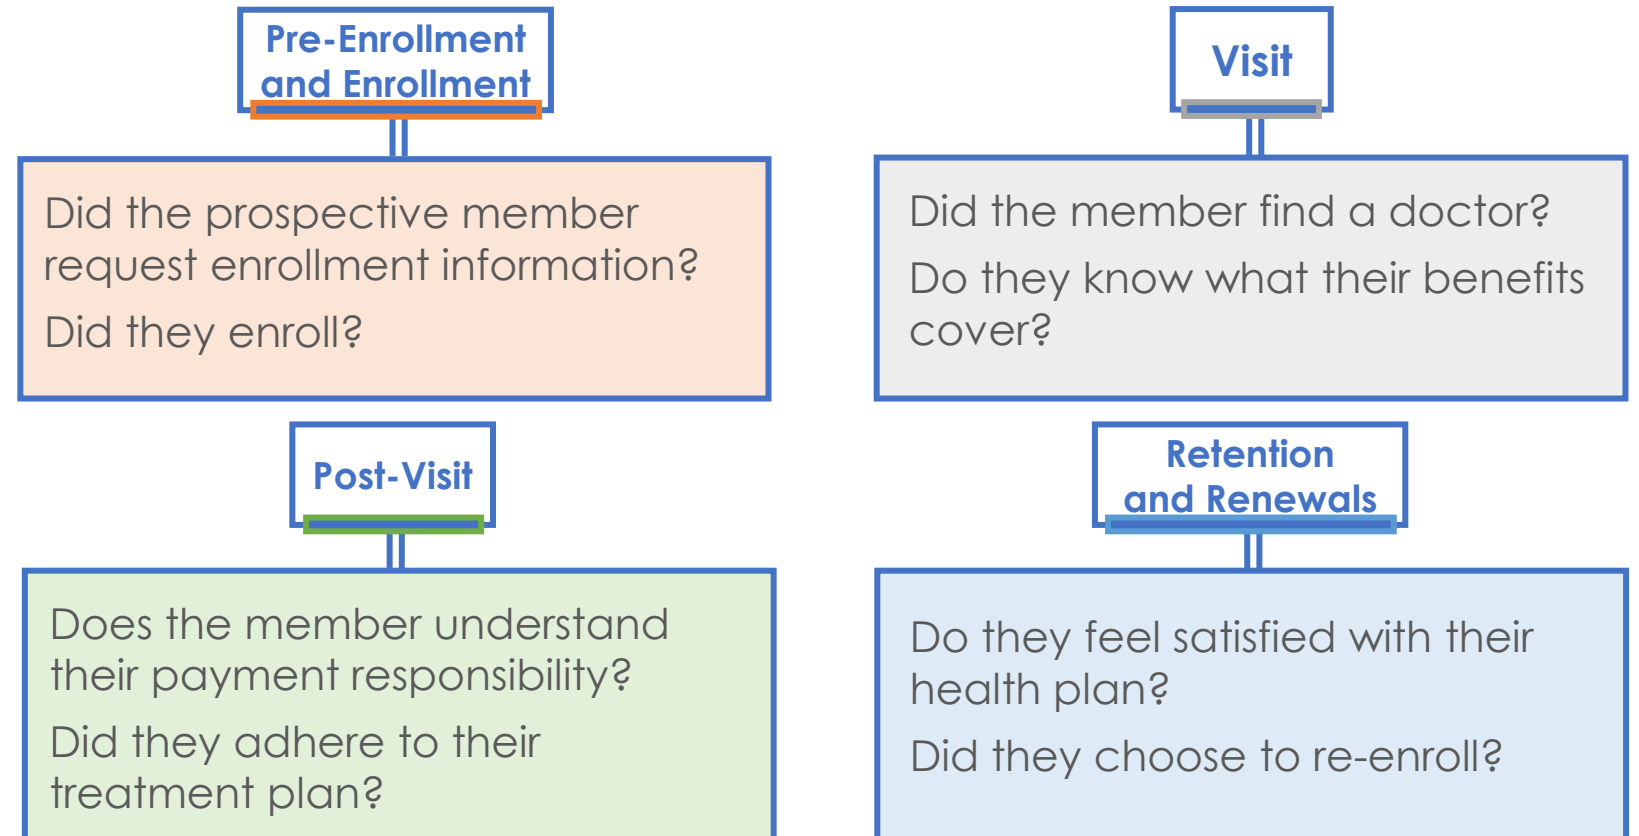 Pre-Enrollment
and Enrollment
Did the prospective member
request enrollment information?
Did they enroll?
Visit
Did the member find a doctor?
Do they know what their benefits
cover?
Post-Visit
Does the member understand
their payment responsibility?
Did they adhere to their
treatment plan?
Retention
and Renewals
Do they feel satisfied with their
health plan?
Did they choose to re-enroll?